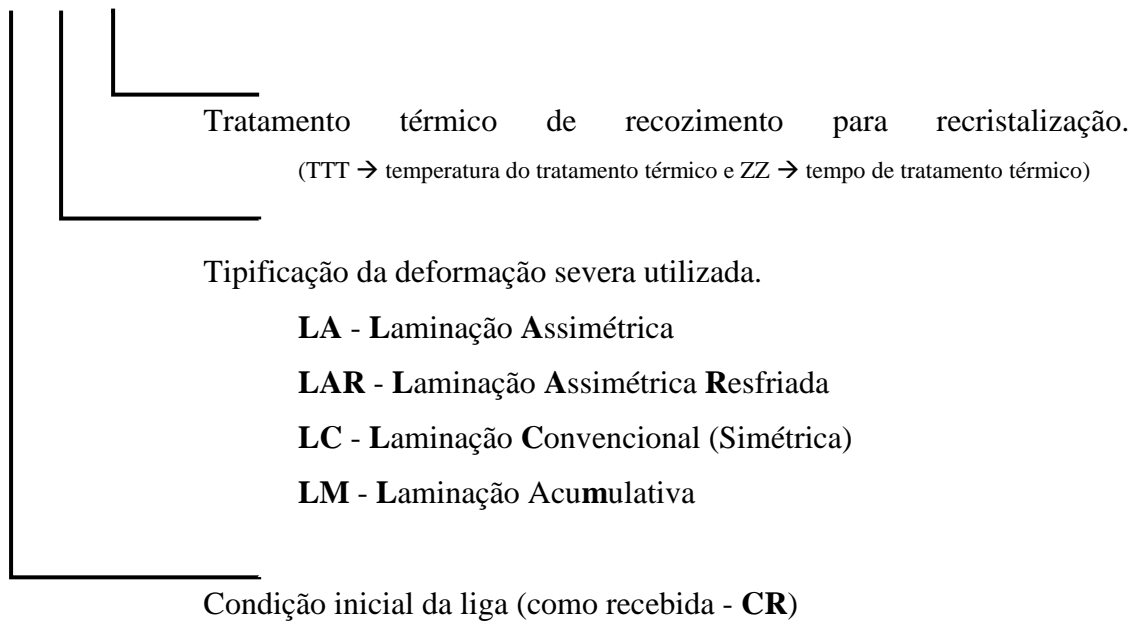 Tratamento térmico de recozimento para recristalização.
(TTT → temperatura do tratamento térmico e ZZ → tempo de tratamento térmico)
Tipificação da deformação severa utilizada.
LA - Laminação Assimétrica
LAR - Laminação Assimétrica Resfriada
LC - Laminação Convencional (Simétrica)
LM - Laminação Acumulativa
Condição inicial da liga (como recebida - CR)